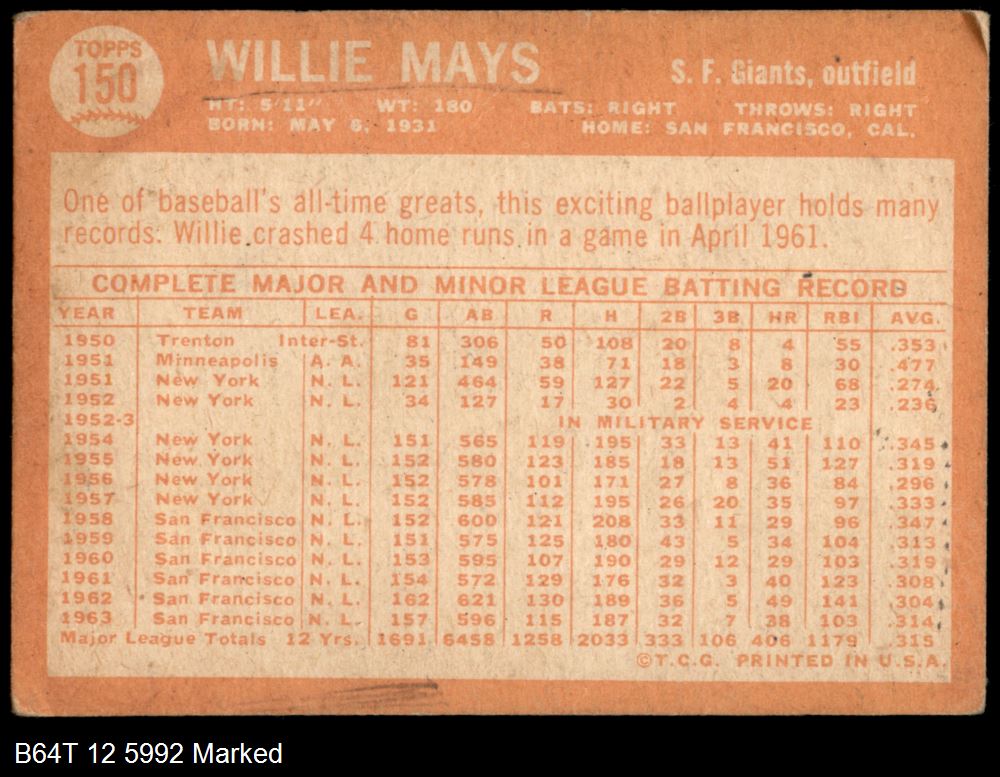 TOPPS
150
WILLIE MAYS
S. F. Giants, outfield
HT: 5'11" WT: 180 BATS: RIGHT THROWS: RIGHT
BORN: MAY 6, 1931 HOME: SAN FRANCISCO, CAL.
One of baseball's all-time greats, this exciting ballplayer holds many
records. Willie crashed 4 home runs in a game in April 1961.
COMPLETE MAJOR AND MINOR LEAGUE BATTING RECORD
YEAR TEAM LEA. G AB R H 2B 3B HR RBI AVG.
1950 Trenton Inter-St. 81 306 50 108 20 8 4 55 .353
1951 Minneapolis A. A. 35 149 38 71 18 3 8 30 .477
1951 New York N. L. 121 464 59 127 22 5 20 68 .274
1952 New York N. L. 34 127 17 30 2 4 4 23 .236
1952-3 IN MILITARY SERVICE
1954 New York N. L. 151 565 119 195 33 13 41 110 .345
1955 New York N. L. 152 580 123 185 18 13 51 127 .319
1956 New York N. L. 152 578 101 171 27 8 36 84 .296
1957 New York N. L. 152 585 112 195 26 20 35 97 .333
1958 San Francisco N. L. 152 600 121 208 33 11 29 96 .347
1959 San Francisco N. L. 151 575 125 180 43 5 34 104 .313
1960 San Francisco N. L. 153 595 107 190 29 12 29 103 .319
1961 San Francisco N. L. 154 572 129 176 32 3 40 123 .308
1962 San Francisco N. L. 162 621 130 189 36 5 49 141 .304
1963 San Francisco N. L. 157 596 115 187 32 7 38 103 .314
Major League Totals 12 Yrs. 1691 6458 1258 2033 333 106 406 1179 .315
©T.C.G. PRINTED IN U.S.A.
B64T 12 5992 Marked